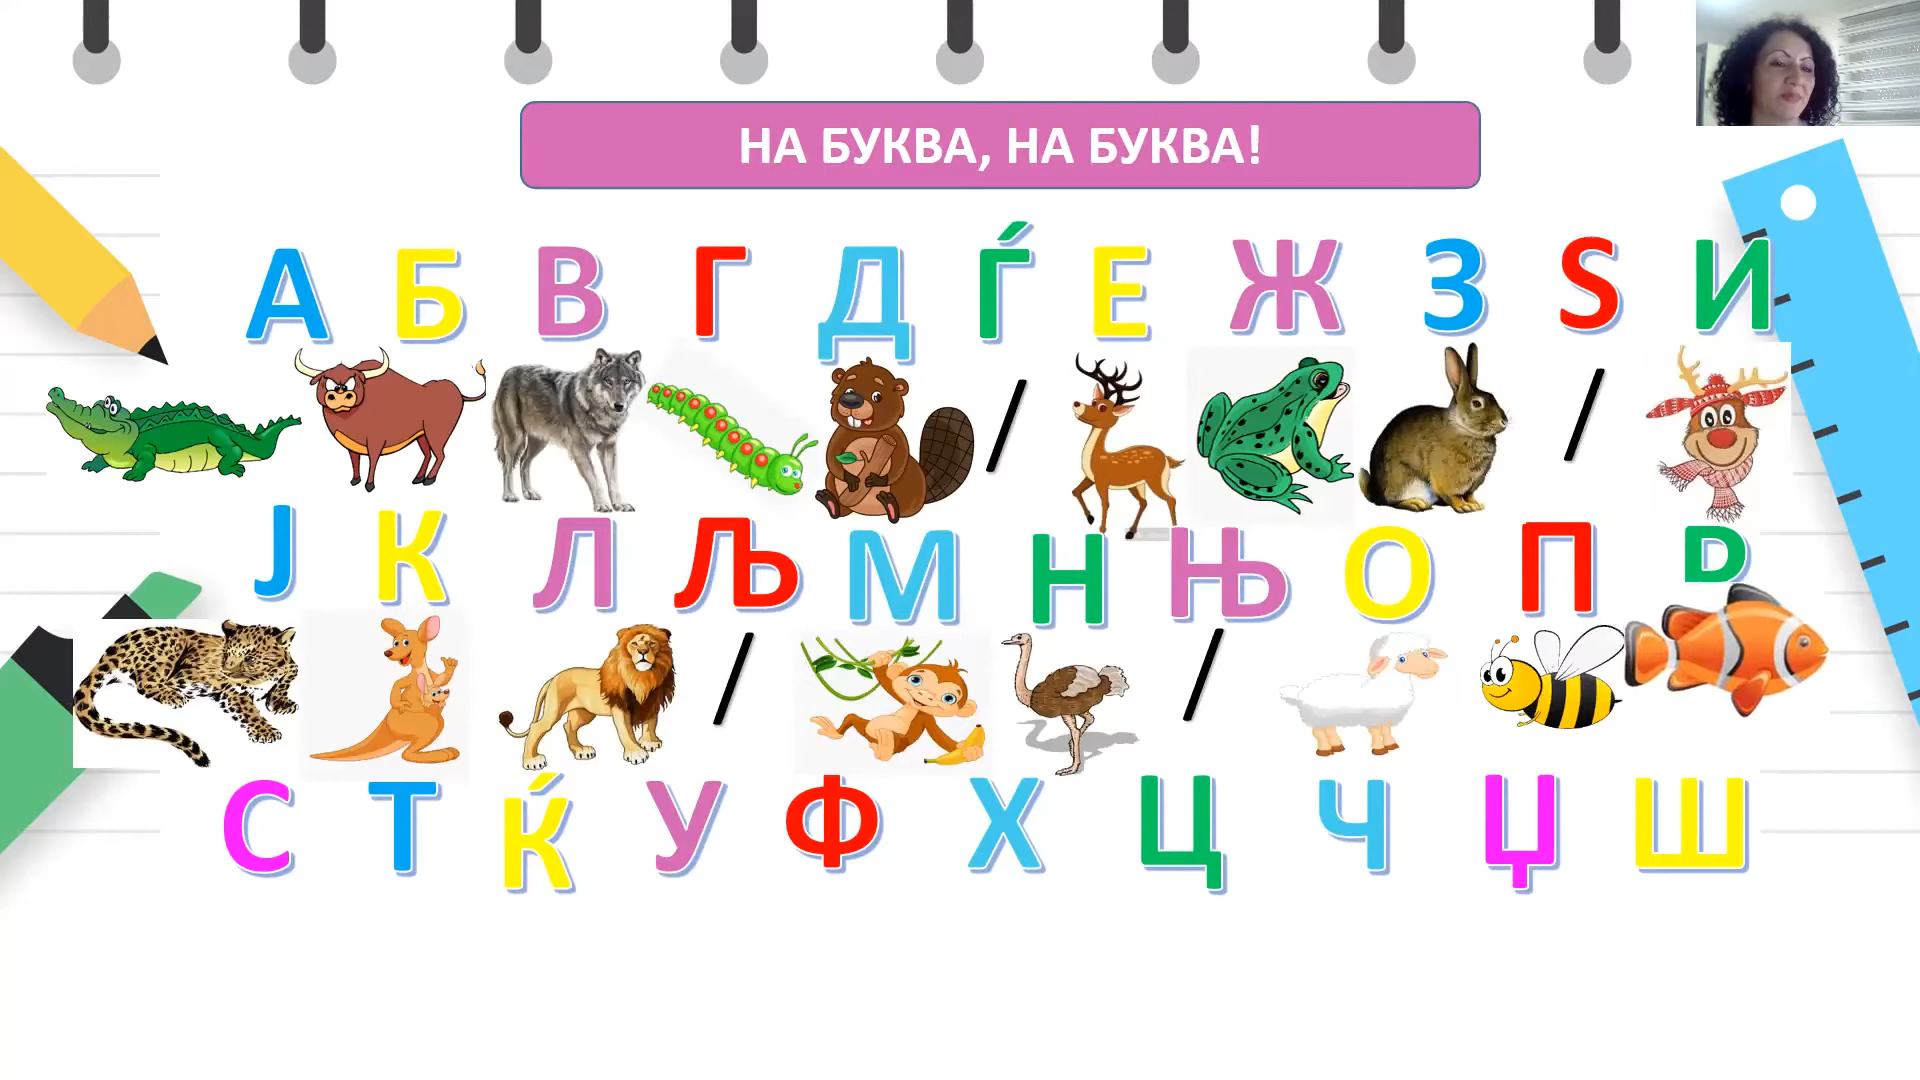 НА БУКВА, НА БУКВА!
А Б В Г Д Ѓ Е Ж З Ѕ И
/ /
Ј К Л Љ М Н Њ О П Р
/ /
С Т Ќ У Ф Х Ц Ч Џ Ш